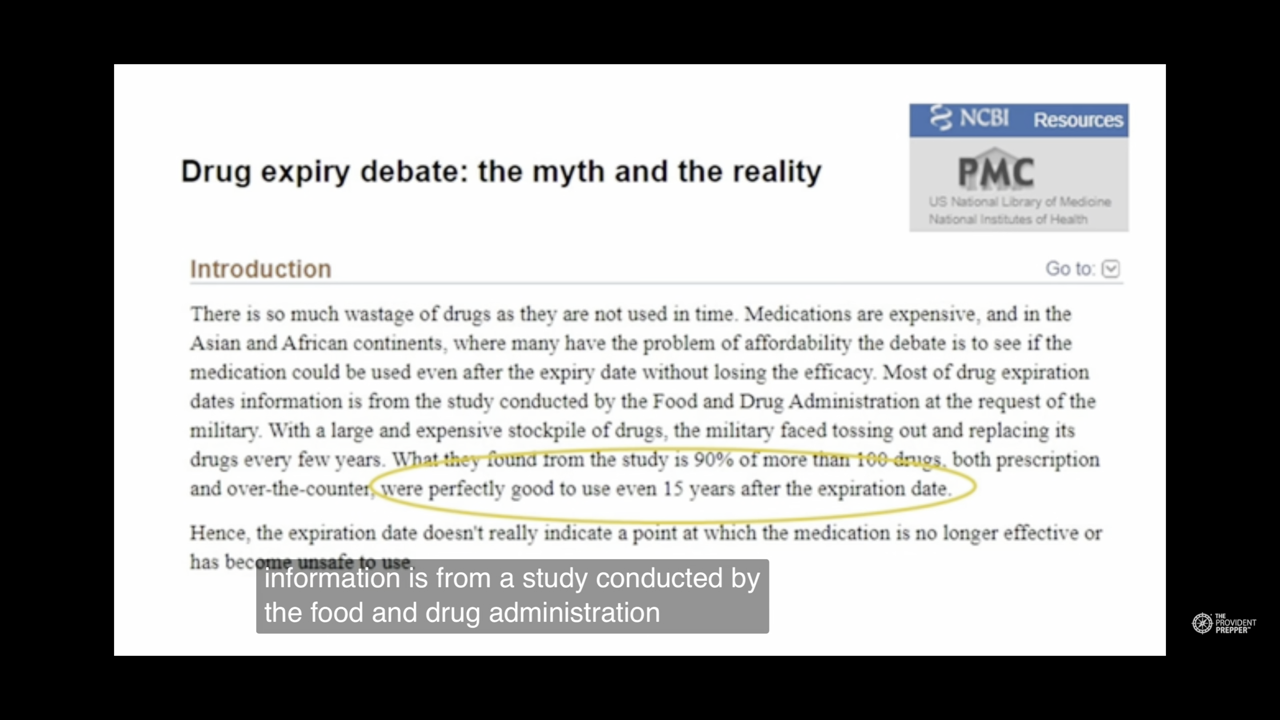 NCBI Resources
PMC
US National Library of Medicine
National Institutes of Health
Drug expiry debate: the myth and the reality
Introduction
Go to:
There is so much wastage of drugs as they are not used in time. Medications are expensive, and in the
Asian and African continents, where many have the problem of affordability the debate is to see if the
medication could be used even after the expiry date without losing the efficacy. Most of drug expiration
dates information is from the study conducted by the Food and Drug Administration at the request of the
military. With a large and expensive stockpile of drugs, the military faced tossing out and replacing its
drugs every few years. What they found from the study is 90% of more than 100 drugs, both prescription
and over-the-counter, were perfectly good to use even 15 years after the expiration date.
Hence, the expiration date doesn't really indicate a point at which the medication is no longer effective or
has become unsafe to use.
information is from a study conducted by
the food and drug administration
THE
PROVIDENT
PREPPER™